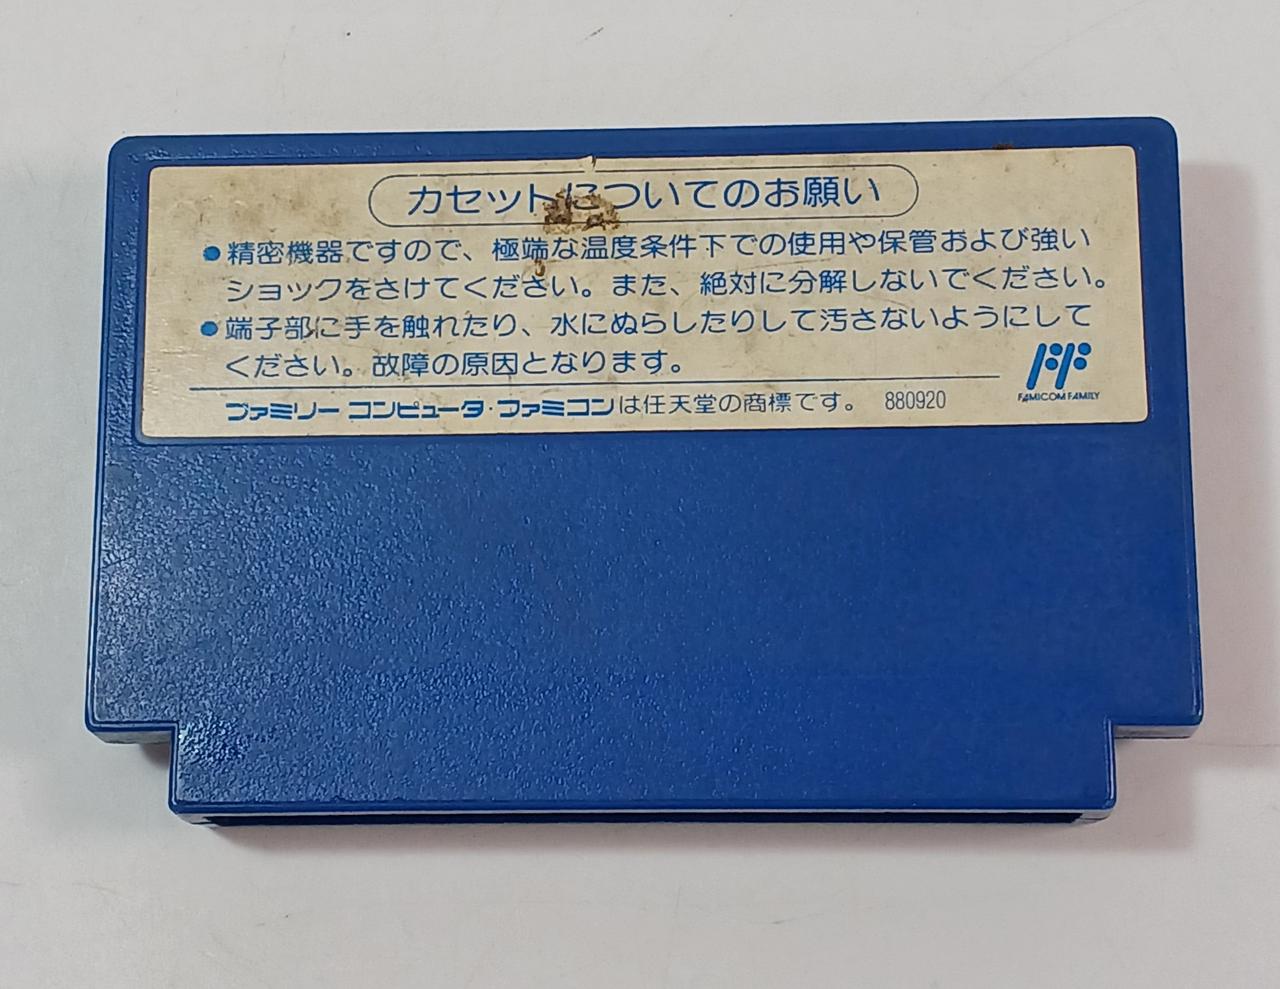 カセットについてのお願い
●精密機器ですので、極端な温度条件下での使用や保管および強い
ショックをさけてください。また、絶対に分解しないでください。
●端子部に手を触れたり、水にぬらしたりして汚さないようにして
ください。故障の原因となります。
ファミリーコンピュータ・ファミコンは任天堂の商標です。 880920
FF
FAMICOM FAMILY